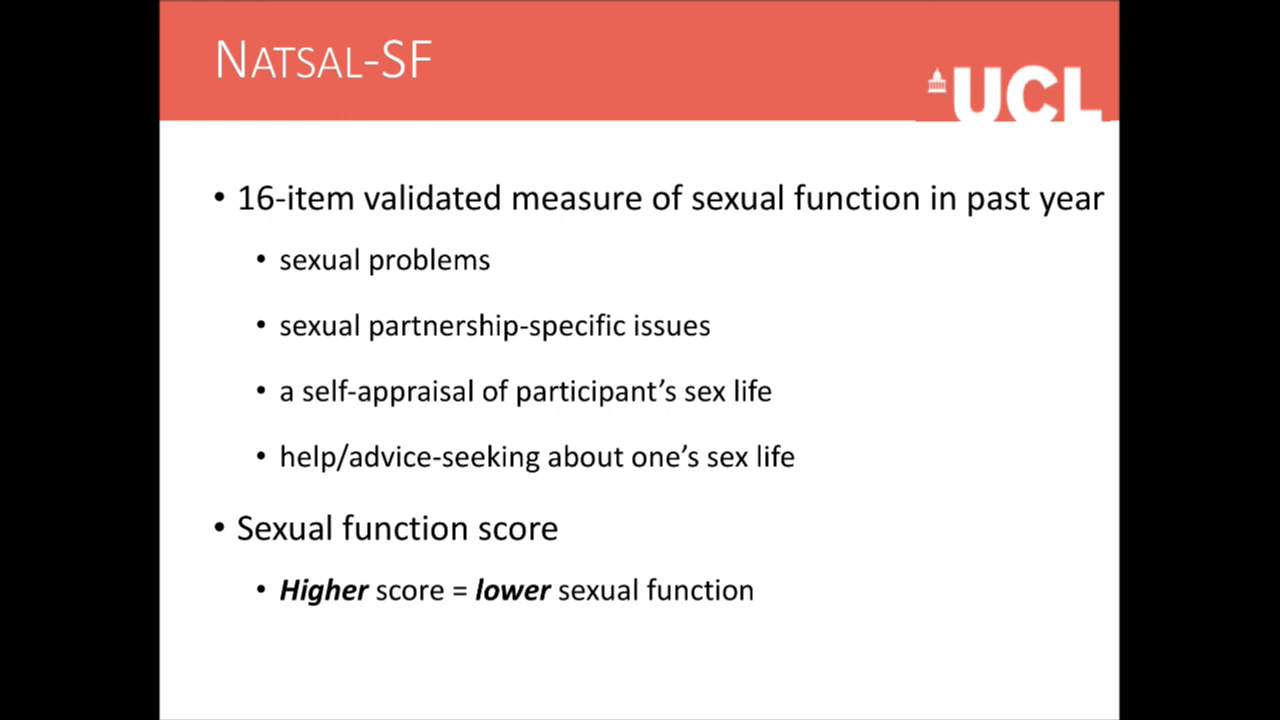 NATSAL-SF
UCL
• 16-item validated measure of sexual function in past year
• sexual problems
• sexual partnership-specific issues
• a self-appraisal of participant’s sex life
• help/advice-seeking about one’s sex life
• Sexual function score
• Higher score = lower sexual function